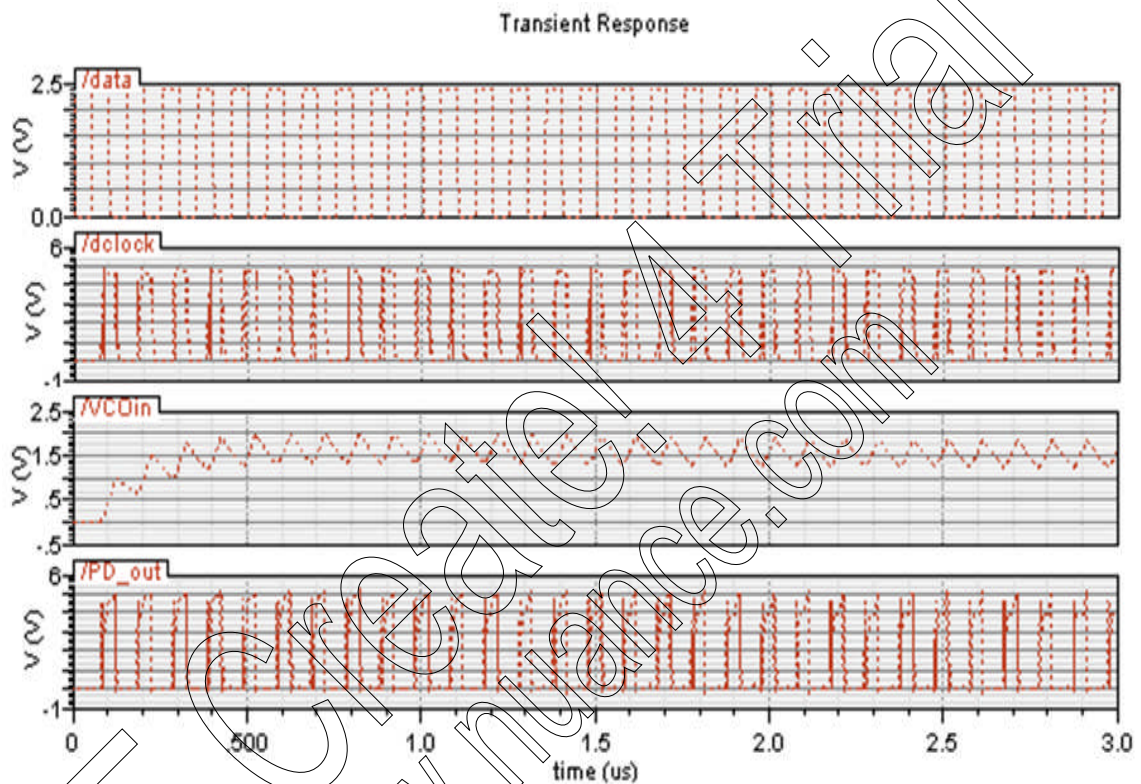 Transient Response
/data
2.5
(V)
0.0
/dclock
6
(V)
-1
/VCOin
2.5
1.5
(V)
.5
-.5
/PD_out
6
(V)
-1
0 .500 1.0 1.5 2.0 2.5 3.0
time (us)
Create! 4 Trial
nuance.com